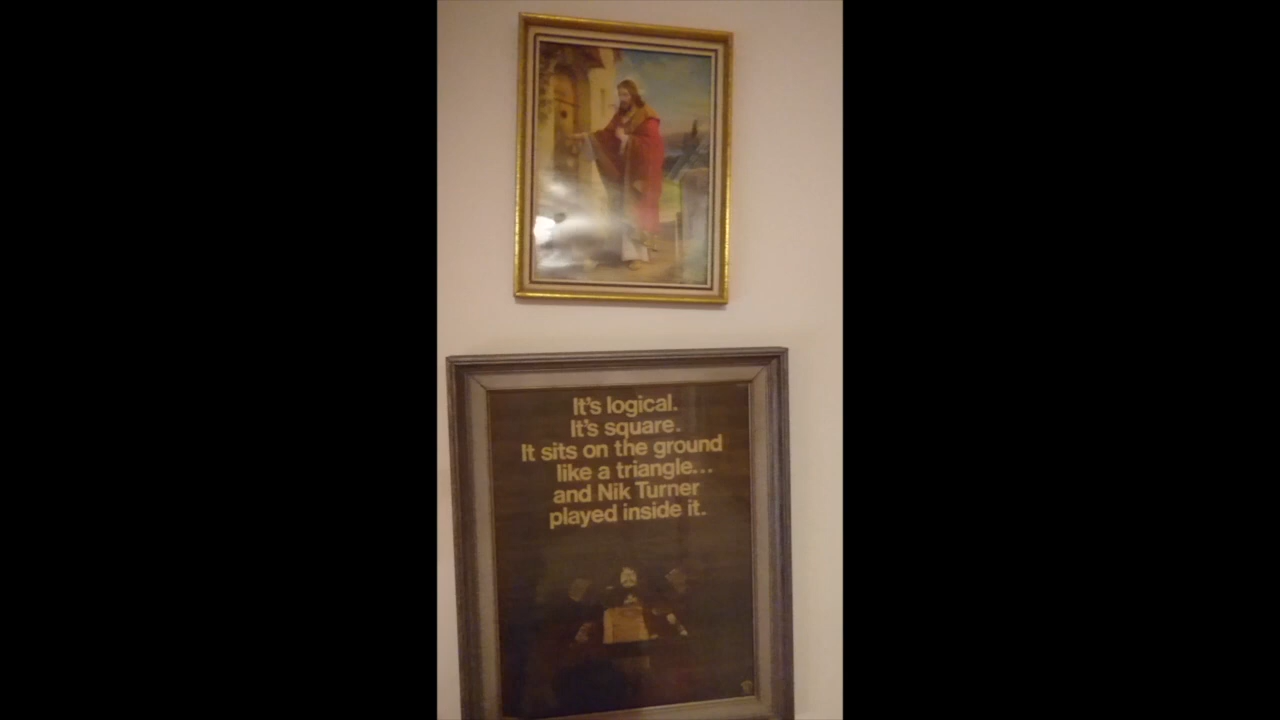 It's logical.
It's square.
It sits on the ground
like a triangle...
and Nik Turner
played inside it.